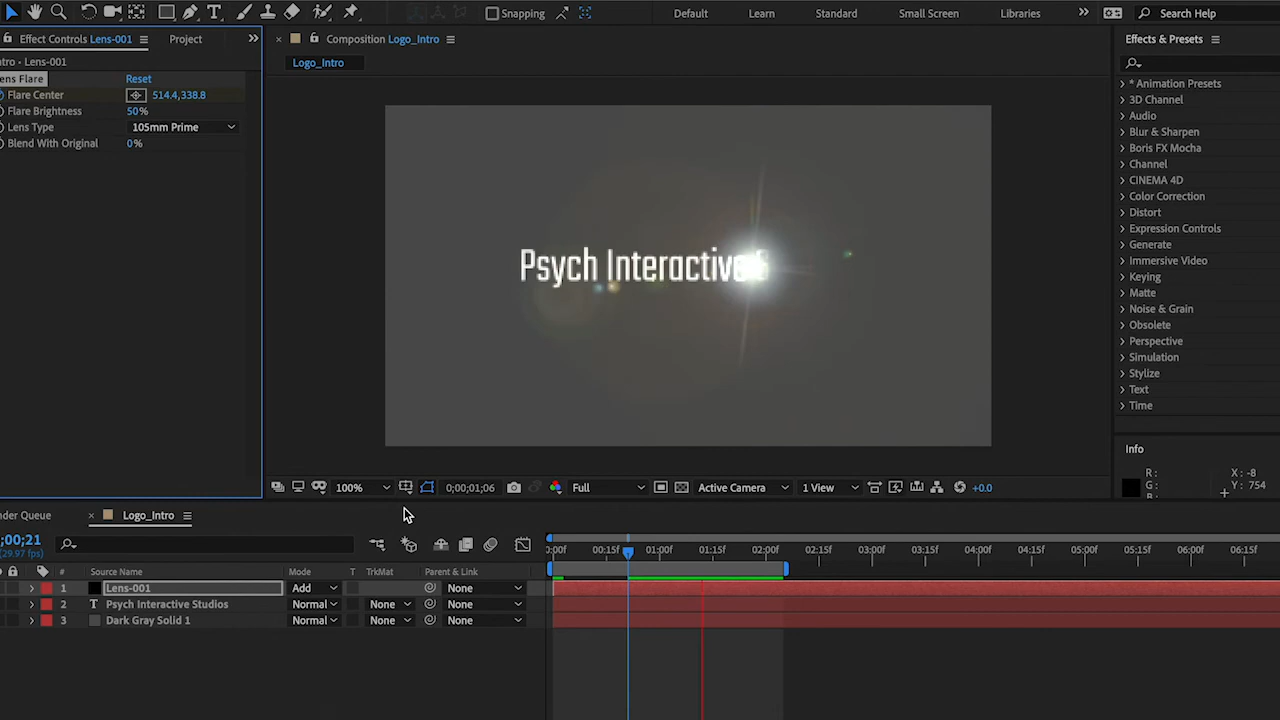 Snapping
Default
Learn
Standard
Small Screen
Libraries
Search Help
Effect Controls Lens-001
Project
Composition Logo_Intro
Effects & Presets
ntro • Lens-001
Logo_Intro
ens Flare
Reset
Flare Center
514.4,338.8
Flare Brightness
50%
Lens Type
105mm Prime
Blend With Original
0%
Psych Interactive S
* Animation Presets
3D Channel
Audio
Blur & Sharpen
Boris FX Mocha
Channel
CINEMA 4D
Color Correction
Distort
Expression Controls
Generate
Immersive Video
Keying
Matte
Noise & Grain
Obsolete
Perspective
Simulation
Stylize
Text
Time
Info
R:
G:
B:
X: -8
Y: 754
100%
0;00;01;06
Full
Active Camera
1 View
+0.0
nder Queue
Logo_Intro
;00;21
(29.97 fps)
:00f
00:15f
01:00f
01:15f
02:00f
02:15f
03:00f
03:15f
04:00f
04:15f
05:00f
05:15f
06:00f
06:15f
#
Source Name
Mode
T
TrkMat
Parent & Link
1
Lens-001
Add
None
2
T
Psych Interactive Studios
Normal
None
None
3
Dark Gray Solid 1
Normal
None
None